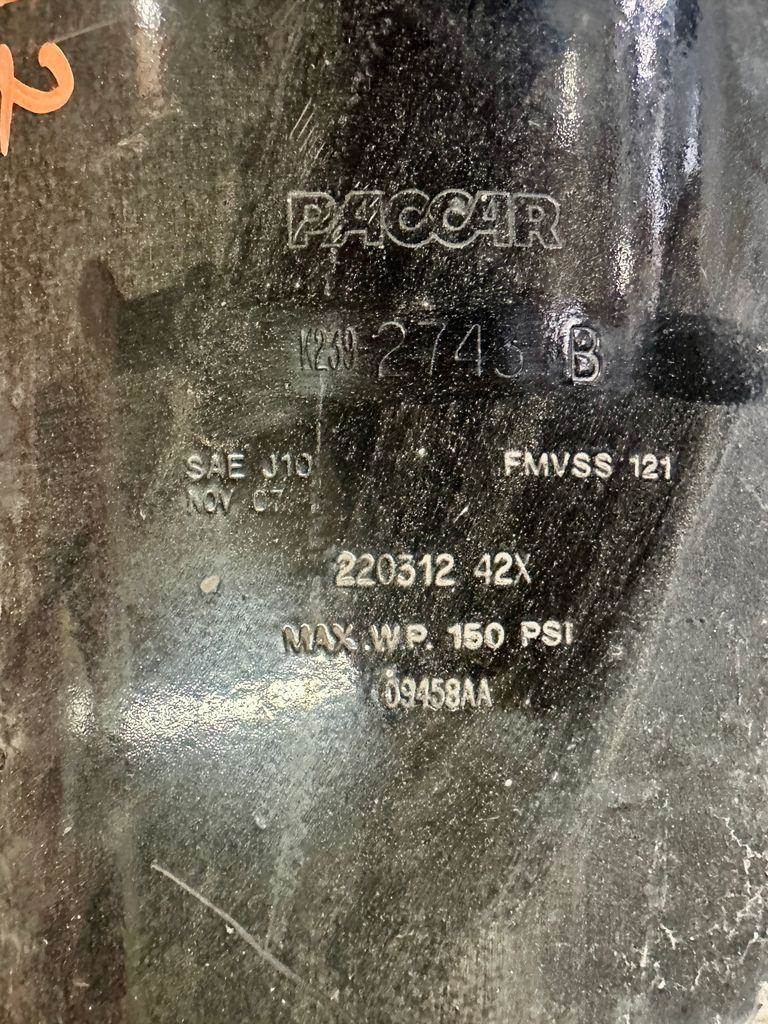 PACCAR
K239 2743 B
SAE J10 FMVSS 121
NOV 07
220312 42X
MAX. W.P. 150 PSI
09458AA